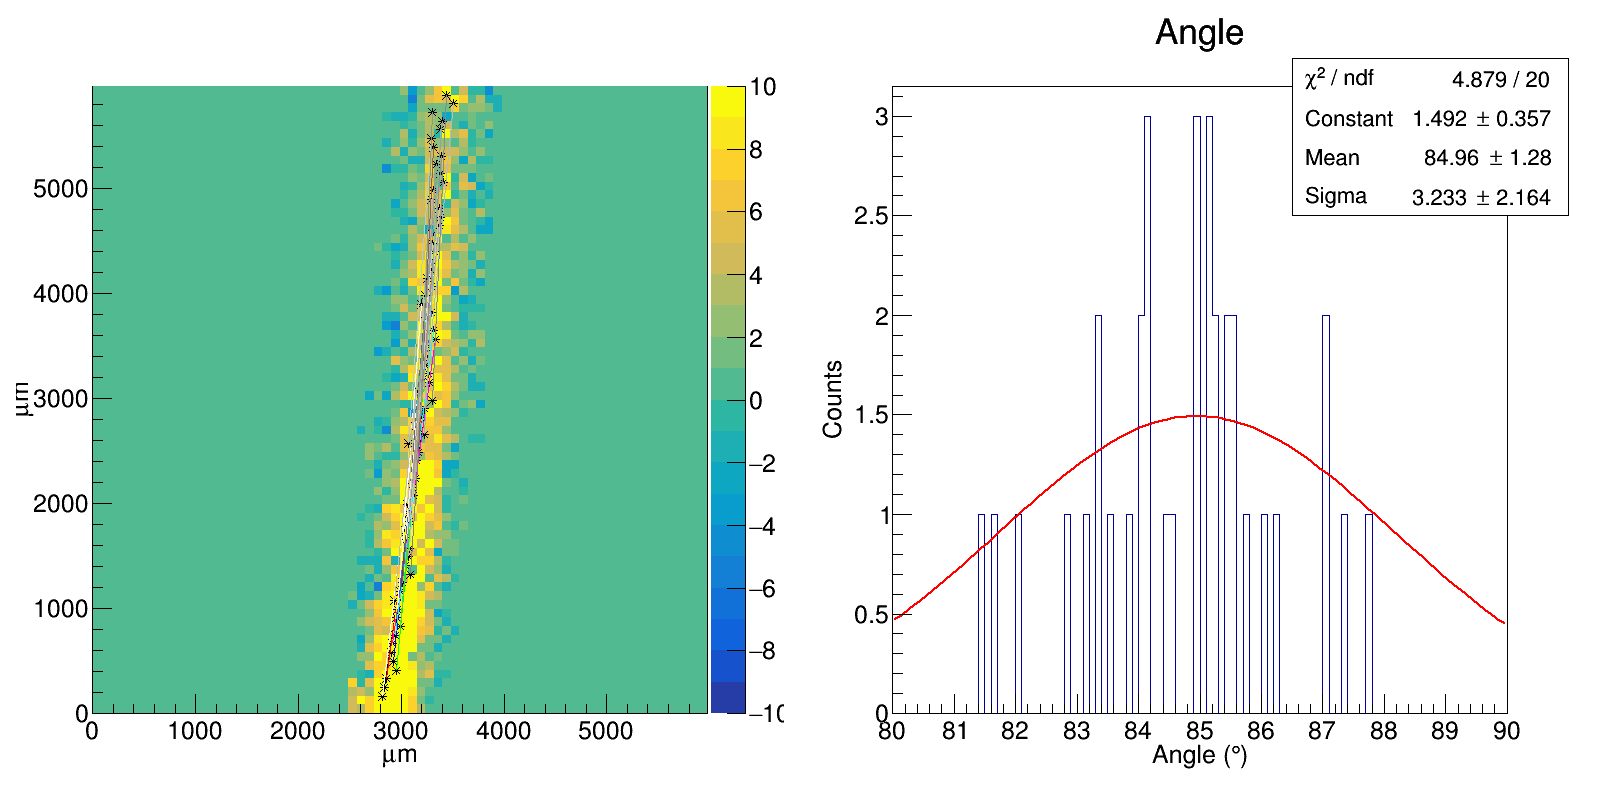 Angle
χ² / ndf 4.879 / 20
Constant 1.492 ± 0.357
Mean 84.96 ± 1.28
Sigma 3.233 ± 2.164
μm
5000
4000
3000
2000
1000
0
0 1000 2000 3000 4000 5000
μm
10
8
6
4
2
0
−2
−4
−6
−8
−10
Counts
3
2.5
2
1.5
1
0.5
0
80 81 82 83 84 85 86 87 88 89 90
Angle (°)